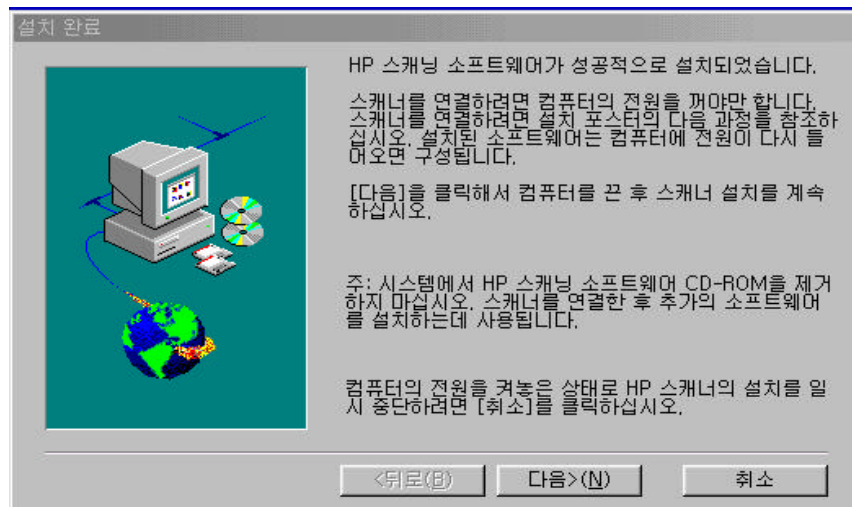 설치 완료
HP 스캐닝 소프트웨어가 성공적으로 설치되었습니다.
스캐너를 연결하려면 컴퓨터의 전원을 꺼야만 합니다.
스캐너를 연결하려면 설치 포스터의 다음 과정을 참조하
십시오. 설치된 소프트웨어는 컴퓨터에 전원이 다시 들
어오면 구성됩니다.
[다음]을 클릭해서 컴퓨터를 끈 후 스캐너 설치를 계속
하십시오.
주: 시스템에서 HP 스캐닝 소프트웨어 CD-ROM을 제거
하지 마십시오. 스캐너를 연결한 후 추가의 소프트웨어
를 설치하는데 사용됩니다.
컴퓨터의 전원을 켜놓은 상태로 HP 스캐너의 설치를 일
시 중단하려면 [취소]를 클릭하십시오.
<뒤로(B) 다음>(N) 취소